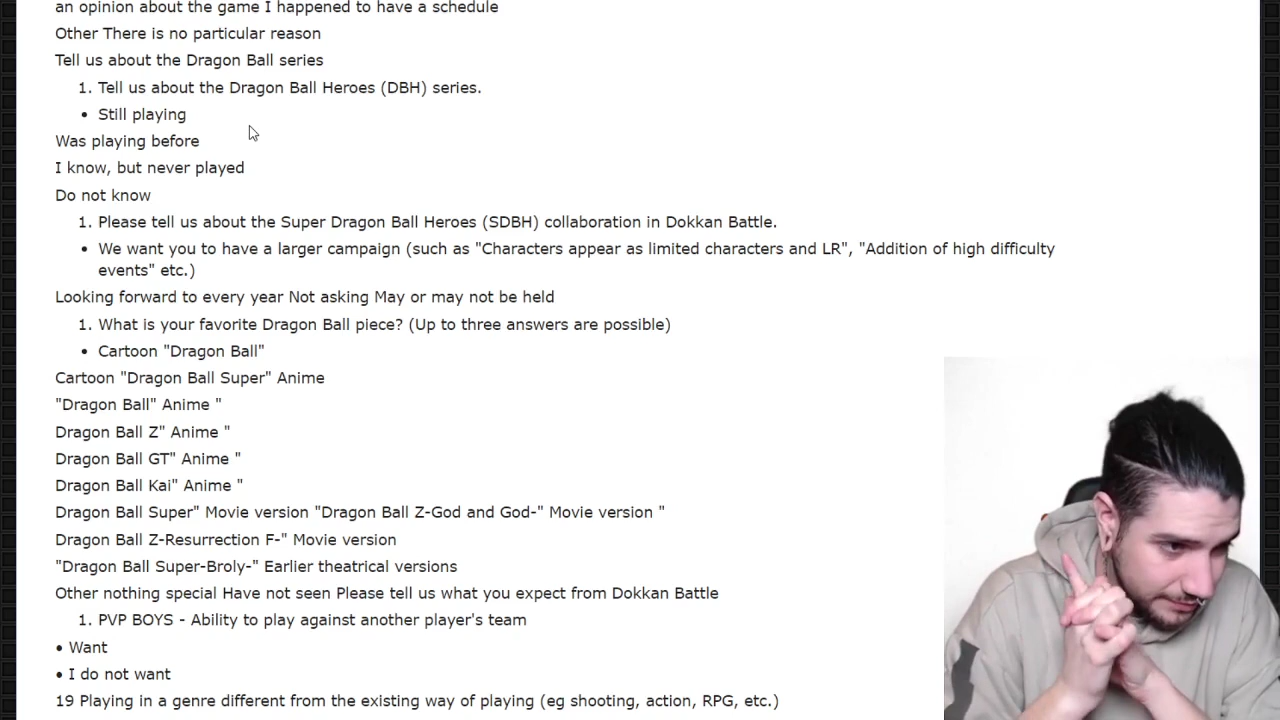 an opinion about the game I happened to have a schedule
Other There is no particular reason
Tell us about the Dragon Ball series
1. Tell us about the Dragon Ball Heroes (DBH) series.
• Still playing
Was playing before
I know, but never played
Do not know
1. Please tell us about the Super Dragon Ball Heroes (SDBH) collaboration in Dokkan Battle.
• We want you to have a larger campaign (such as "Characters appear as limited characters and LR", "Addition of high difficulty
events" etc.)
Looking forward to every year Not asking May or may not be held
1. What is your favorite Dragon Ball piece? (Up to three answers are possible)
• Cartoon "Dragon Ball"
Cartoon "Dragon Ball Super" Anime
"Dragon Ball" Anime "
Dragon Ball Z" Anime "
Dragon Ball GT" Anime "
Dragon Ball Kai" Anime "
Dragon Ball Super" Movie version "Dragon Ball Z-God and God-" Movie version "
Dragon Ball Z-Resurrection F-" Movie version
"Dragon Ball Super-Broly-" Earlier theatrical versions
Other nothing special Have not seen Please tell us what you expect from Dokkan Battle
1. PVP BOYS - Ability to play against another player's team
• Want
• I do not want
19 Playing in a genre different from the existing way of playing (eg shooting, action, RPG, etc.)